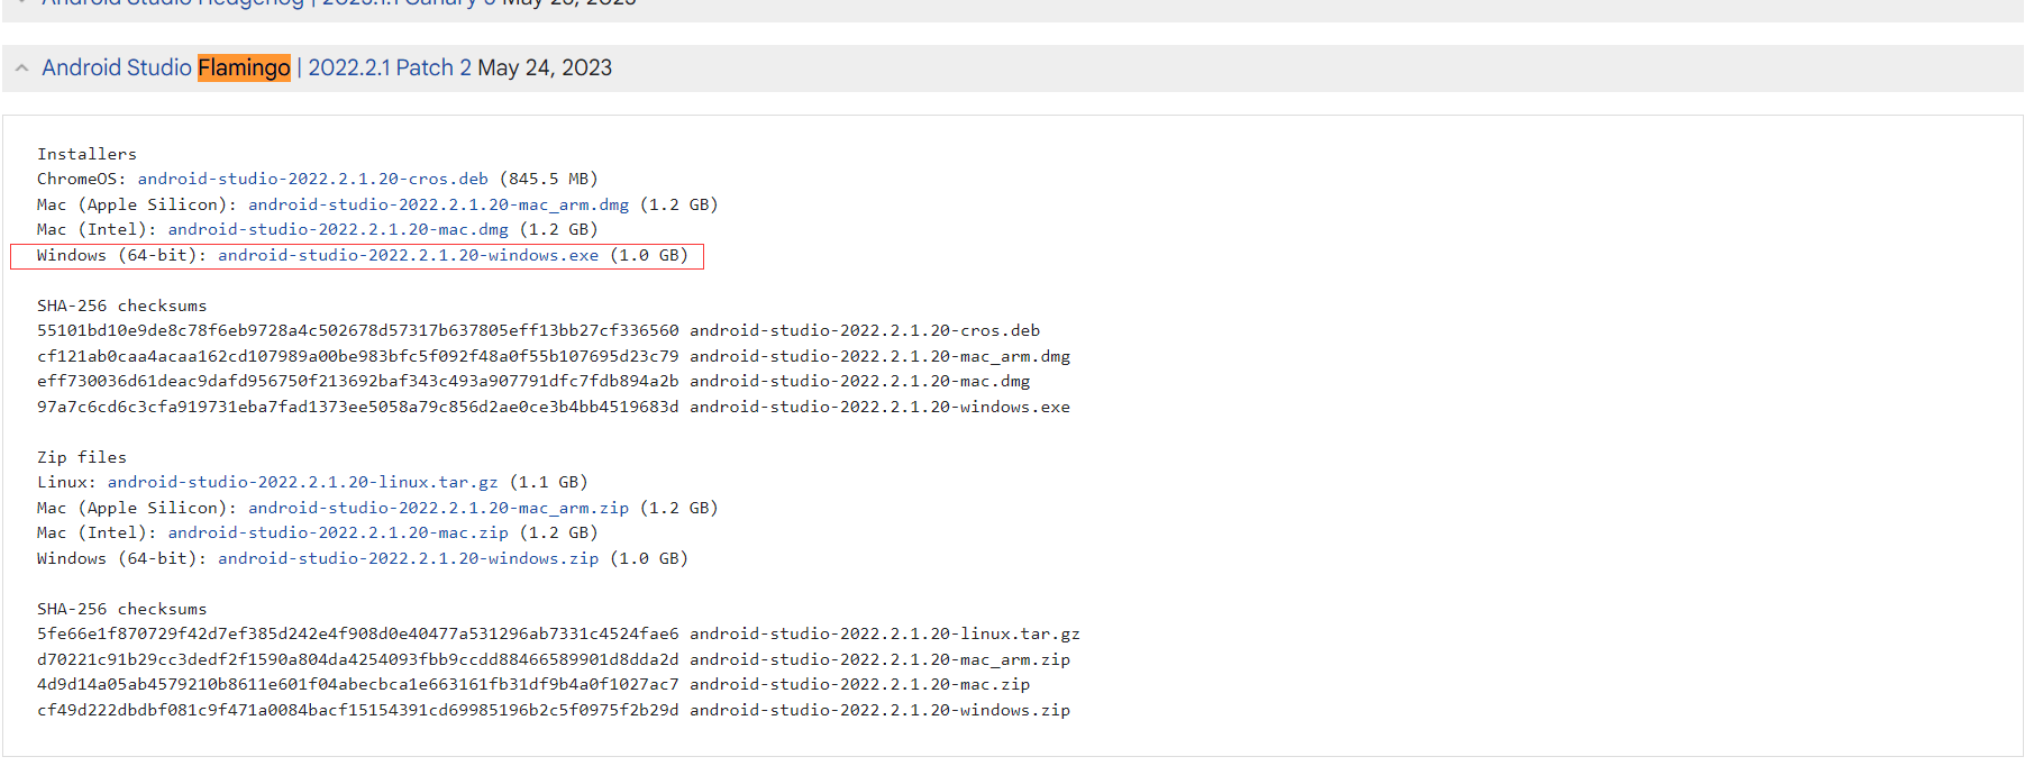 Android Studio Hedgehog | 2023.1.1 Canary
May 2023
Android Studio Flamingo | 2022.2.1 Patch 2 May 24, 2023
Installers
ChromeOS: android-studio-2022.2.1.20-cros.deb (845.5 MB)
Mac (Apple Silicon): android-studio-2022.2.1.20-mac_arm.dmg (1.2 GB)
Mac (Intel): android-studio-2022.2.1.20-mac.dmg (1.2 GB)
Windows (64-bit): android-studio-2022.2.1.20-windows.exe (1.0 GB)
SHA-256 checksums
55101bd10e9de8c78f6eb9728a4c502678d57317b637805eff13bb27cf336560 android-studio-2022.2.1.20-cros.deb
cf121ab0caa4acaa162cd107989a00be983bfc5f092f48a0f55b107695d23c79 android-studio-2022.2.1.20-mac_arm.dmg
eff730036d61deac9dafd956750f213692baf343c493a907791dfc7fdb894a2b android-studio-2022.2.1.20-mac.dmg
97a7c6cd6c3cfa919731eba7fad1373ee5058a79c856d2ae0ce3b4bb4519683d android-studio-2022.2.1.20-windows.exe
Zip files
Linux: android-studio-2022.2.1.20-linux.tar.gz (1.1 GB)
Mac (Apple Silicon): android-studio-2022.2.1.20-mac_arm.zip (1.2 GB)
Mac (Intel): android-studio-2022.2.1.20-mac.zip (1.2 GB)
Windows (64-bit): android-studio-2022.2.1.20-windows.zip (1.0 GB)
SHA-256 checksums
5fe66e1f870729f42d7ef385d242e4f908d0e40477a531296ab7331c4524fae6 android-studio-2022.2.1.20-linux.tar.gz
d70221c91b29cc3dedf2f1590a804da4254093fbb9ccdd88466589901d8dda2d android-studio-2022.2.1.20-mac_arm.zip
4d9d14a05ab4579210b8611e601f04abecbca1e663161fb31df9b4a0f1027ac7 android-studio-2022.2.1.20-mac.zip
cf49d222dbdbf081c9f471a0084bacf15154391cd69985196b2c5f0975f2b29d android-studio-2022.2.1.20-windows.zip